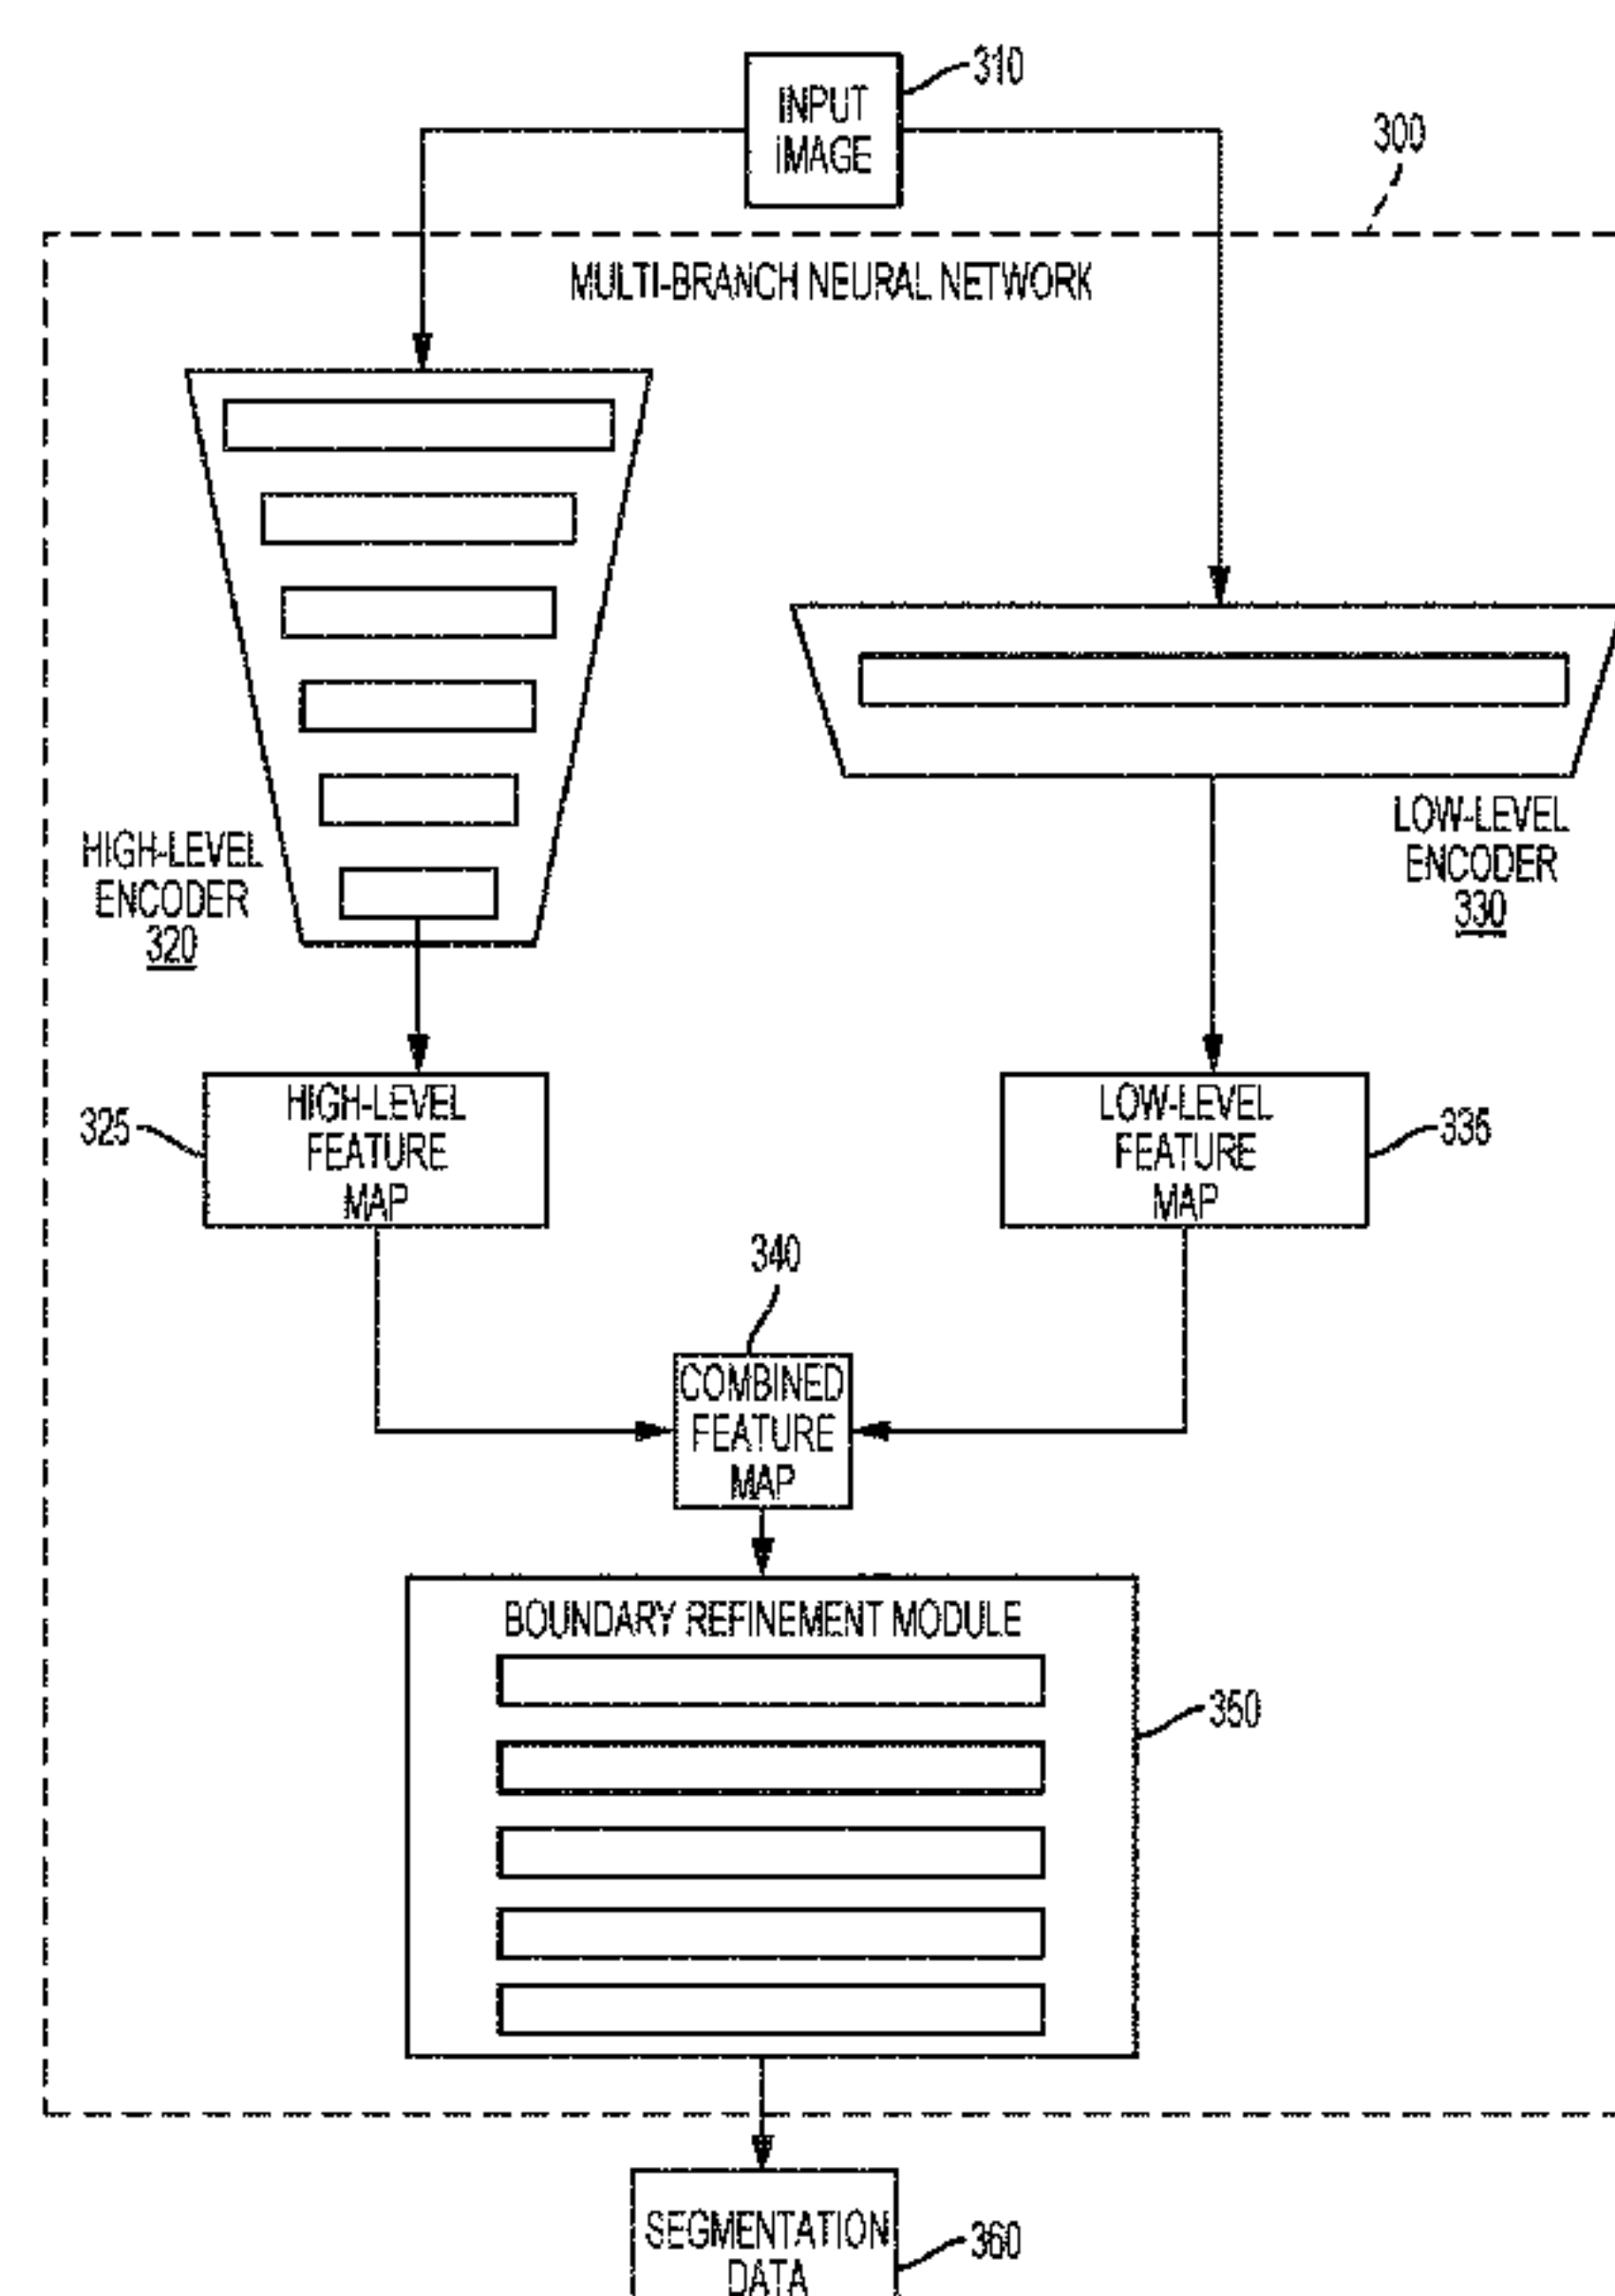 INPUT
IMAGE
310
300
MULTI-BRANCH NEURAL NETWORK
HIGH-LEVEL
ENCODER
320
LOW-LEVEL
ENCODER
330
HIGH-LEVEL
FEATURE
MAP
325
LOW-LEVEL
FEATURE
MAP
335
340
COMBINED
FEATURE
MAP
BOUNDARY REFINEMENT MODULE
350
SEGMENTATION
DATA
360